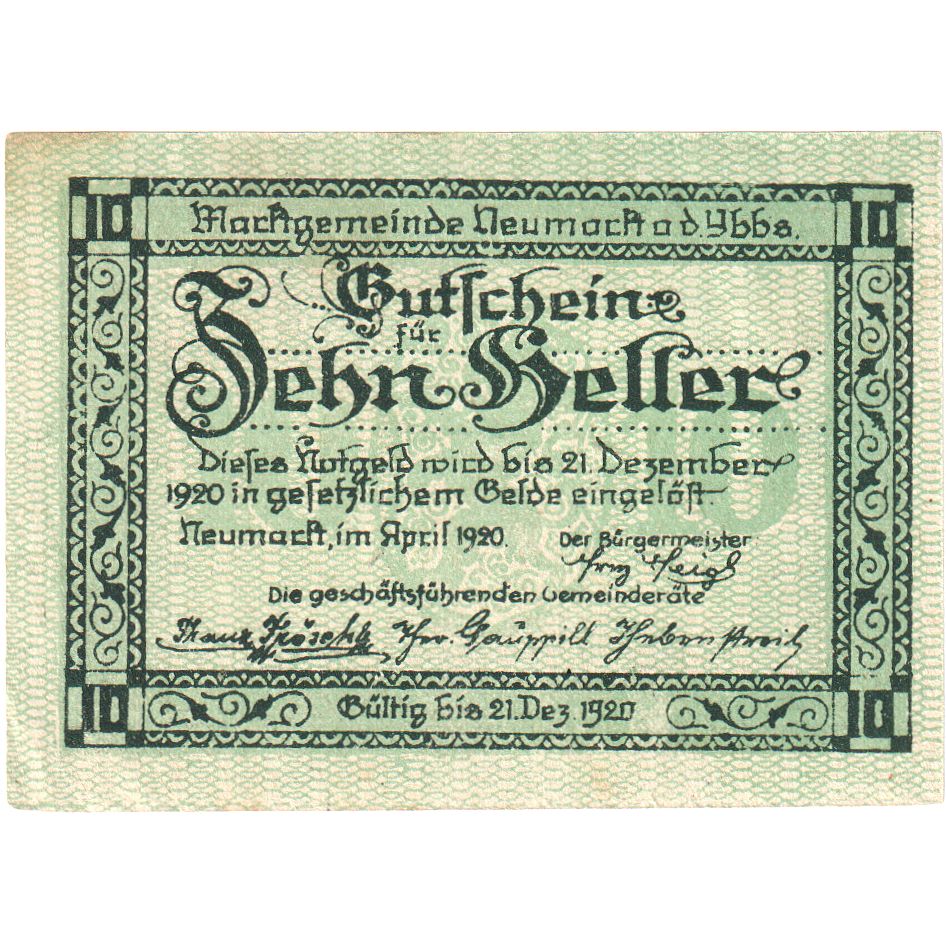 10 10
Marktgemeinde Neumarkt a d. Ybbs.
Gutschein
für
Zehn Heller
Dieses Notgeld wird bis 21. Dezember
1920 in gesetzlichem Gelde eingelöst
Neumarkt, im April 1920. Der Bürgermeister
Die geschäftsführenden Gemeinderäte
10 Gültig bis 21. Dez. 1920 10